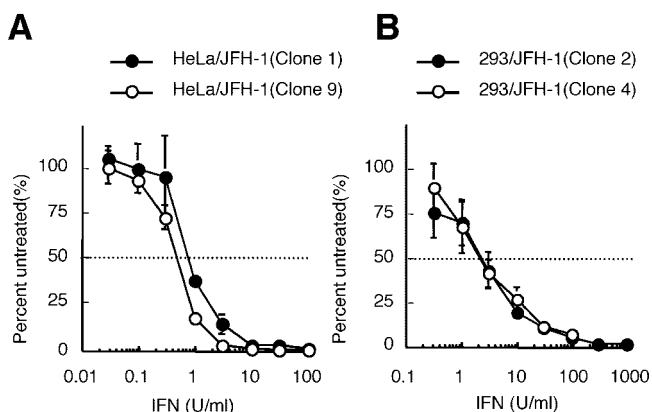 A
HeLa/JFH-1(Clone 1)
HeLa/JFH-1(Clone 9)
Percent untreated(%)
100
75
50
25
0
0.01
0.1
1
10
100
IFN (U/ml)
B
293/JFH-1(Clone 2)
293/JFH-1(Clone 4)
Percent untreated(%)
100
75
50
25
0
0.1
1
10
100
1000
IFN (U/ml)